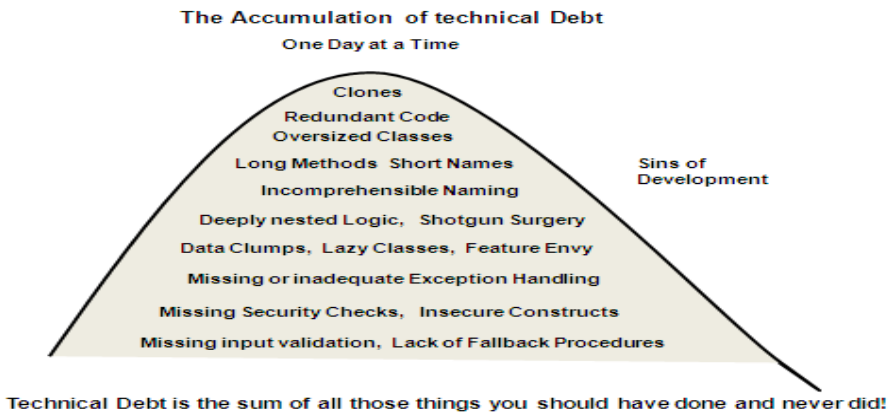 The Accumulation of technical Debt
One Day at a Time
Clones
Redundant Code
Oversized Classes
Long Methods Short Names
Incomprehensible Naming
Deeply nested Logic, Shotgun Surgery
Data Clumps, Lazy Classes, Feature Envy
Missing or inadequate Exception Handling
Missing Security Checks, Insecure Constructs
Missing input validation, Lack of Fallback Procedures
Sins of
Development
Technical Debt is the sum of all those things you should have done and never did!